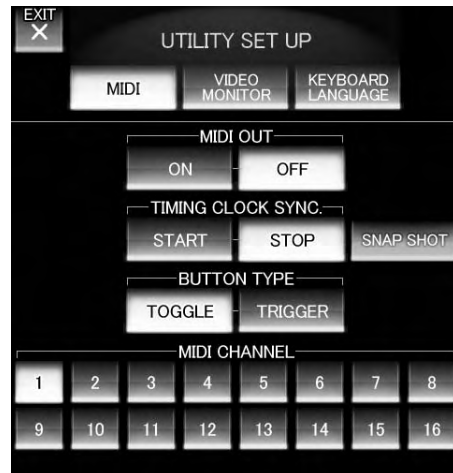 EXIT
×
UTILITY SET UP
MIDI
VIDEO
MONITOR
KEYBOARD
LANGUAGE
MIDI OUT
ON
OFF
TIMING CLOCK SYNC.
START
STOP
SNAP SHOT
BUTTON TYPE
TOGGLE
TRIGGER
MIDI CHANNEL
1 2 3 4 5 6 7 8
9 10 11 12 13 14 15 16